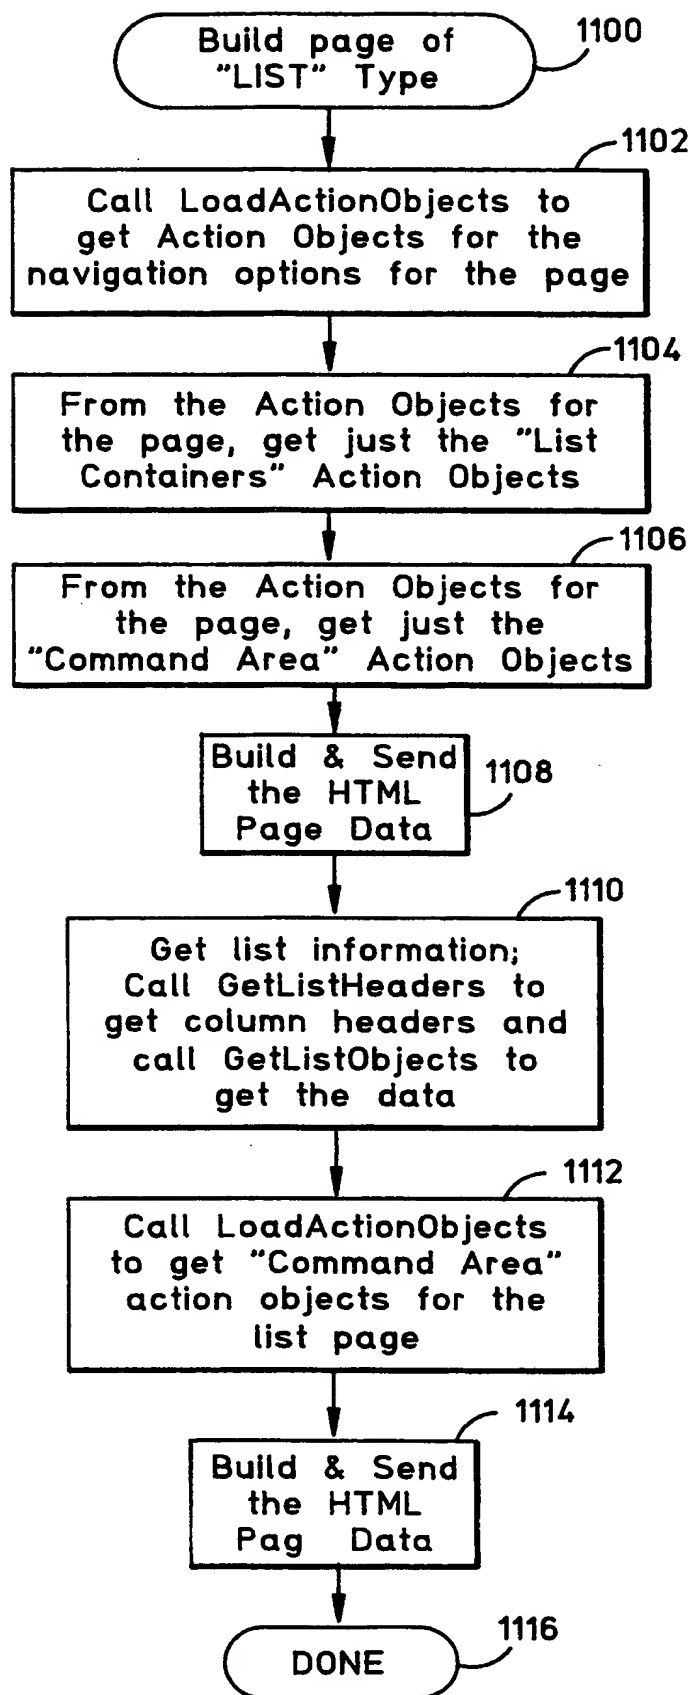 Build page of
"LIST" Type
1100
1102
Call LoadActionObjects to
get Action Objects for the
navigation options for the page
1104
From the Action Objects for
the page, get just the "List
Containers" Action Objects
1106
From the Action Objects for
the page, get just the
"Command Area" Action Objects
Build & Send
the HTML
Page Data
1108
1110
Get list information;
Call GetListHeaders to
get column headers and
call GetListObjects to
get the data
1112
Call LoadActionObjects
to get "Command Area"
action objects for the
list page
1114
Build & Send
the HTML
Pag Data
1116
DONE